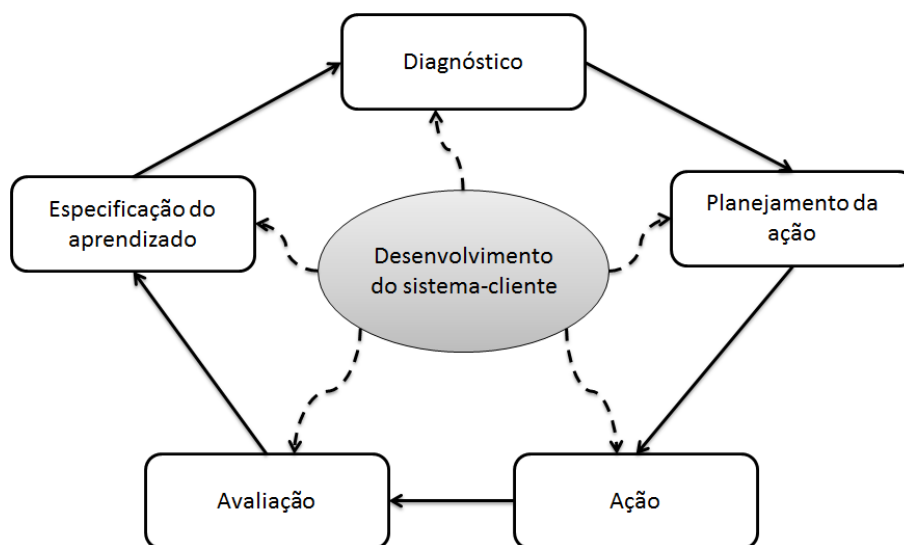 Diagnóstico
Especificação do
aprendizado
Planejamento da
ação
Desenvolvimento
do sistema-cliente
Avaliação
Ação